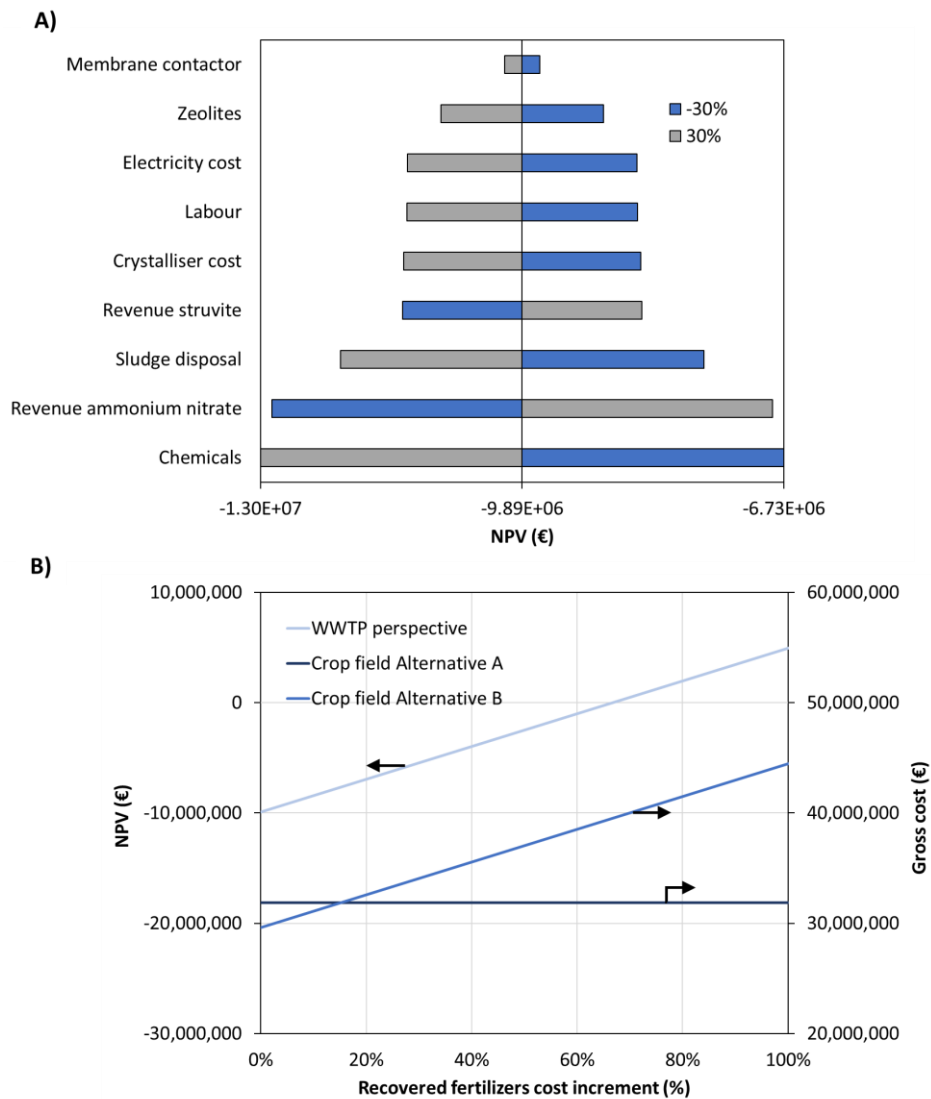 A)
Membrane contactor
Zeolites
Electricity cost
Labour
Crystalliser cost
Revenue struvite
Sludge disposal
Revenue ammonium nitrate
Chemicals
-30%
30%
-1.30E+07
-9.89E+06
-6.73E+06
NPV (€)
B)
10,000,000
0
-10,000,000
-20,000,000
-30,000,000
NPV (€)
WWTP perspective
Crop field Alternative A
Crop field Alternative B
60,000,000
50,000,000
40,000,000
30,000,000
20,000,000
Gross cost (€)
0%
20%
40%
60%
80%
100%
Recovered fertilizers cost increment (%)